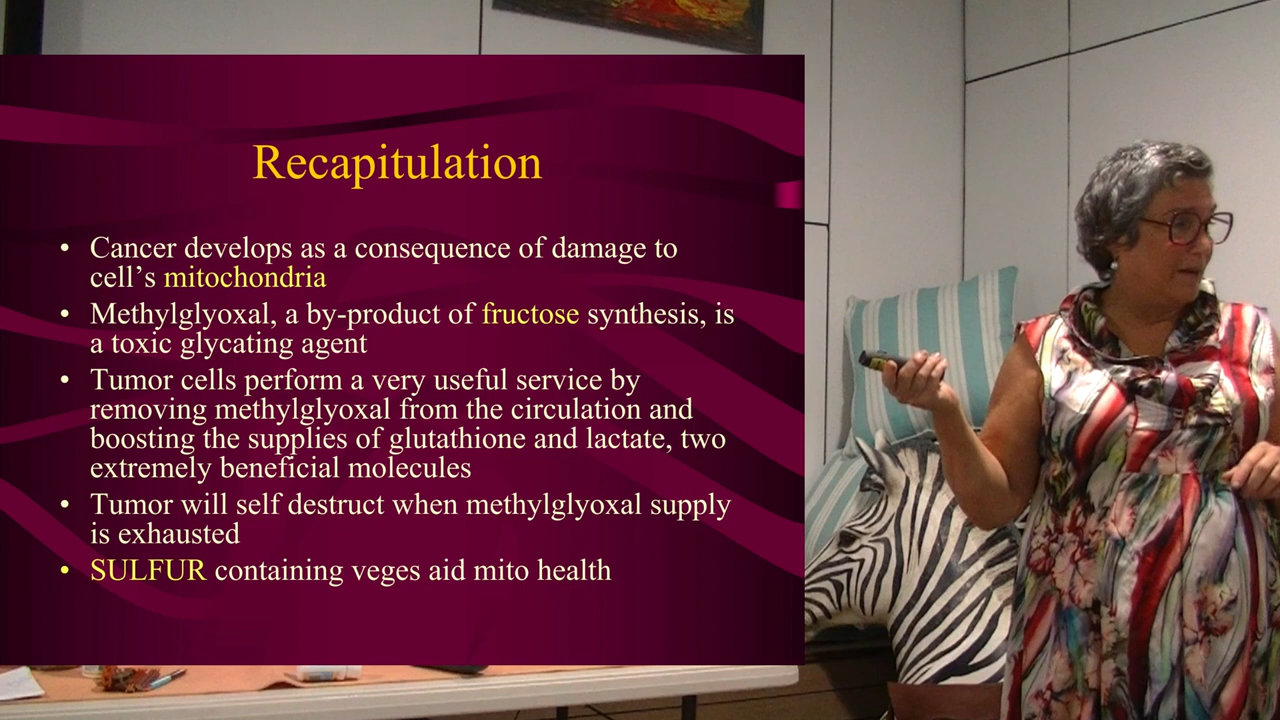 Recapitulation
• Cancer develops as a consequence of damage to
cell's mitochondria
• Methylglyoxal, a by-product of fructose synthesis, is
a toxic glycating agent
• Tumor cells perform a very useful service by
removing methylglyoxal from the circulation and
boosting the supplies of glutathione and lactate, two
extremely beneficial molecules
• Tumor will self destruct when methylglyoxal supply
is exhausted
• SULFUR containing veges aid mito health